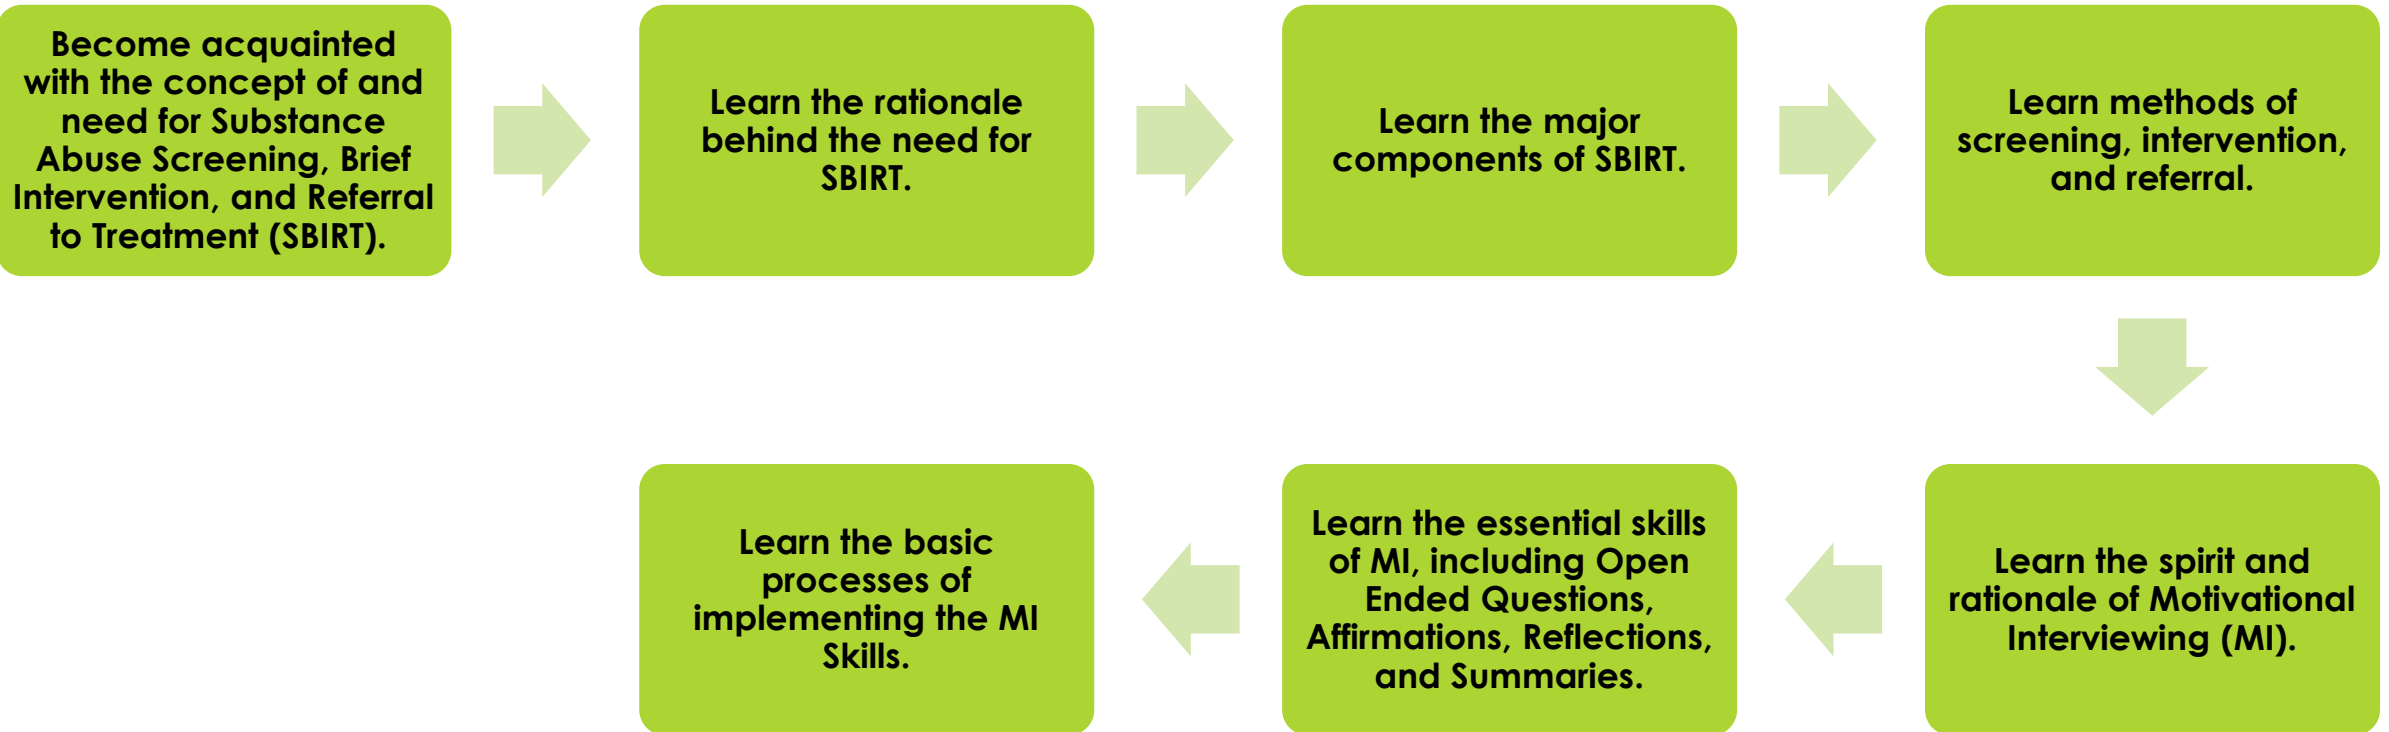 Become acquainted
with the concept of and
need for Substance
Abuse Screening, Brief
Intervention, and Referral
to Treatment (SBIRT).
Learn the rationale
behind the need for
SBIRT.
Learn the major
components of SBIRT.
Learn methods of
screening, intervention,
and referral.
Learn the spirit and
rationale of Motivational
Interviewing (MI).
Learn the essential skills
of MI, including Open
Ended Questions,
Affirmations, Reflections,
and Summaries.
Learn the basic
processes of
implementing the MI
Skills.